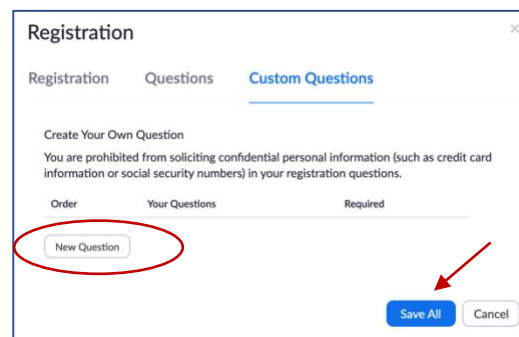 Registration
×
Registration Questions Custom Questions
Create Your Own Question
You are prohibited from soliciting confidential personal information (such as credit card
information or social security numbers) in your registration questions.
Order Your Questions Required
New Question
Save All Cancel